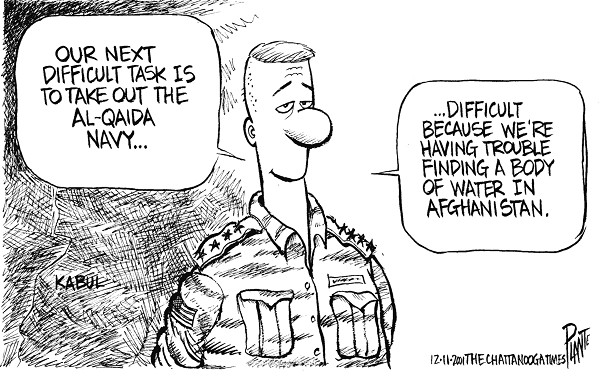 OUR NEXT
DIFFICULT TASK IS
TO TAKE OUT THE
AL-QAIDA
NAVY...
...DIFFICULT
BECAUSE WE'RE
HAVING TROUBLE
FINDING A BODY
OF WATER IN
AFGHANISTAN.
KABUL
PLANTE
12-11-2001 THE CHATTANOOGA TIMES